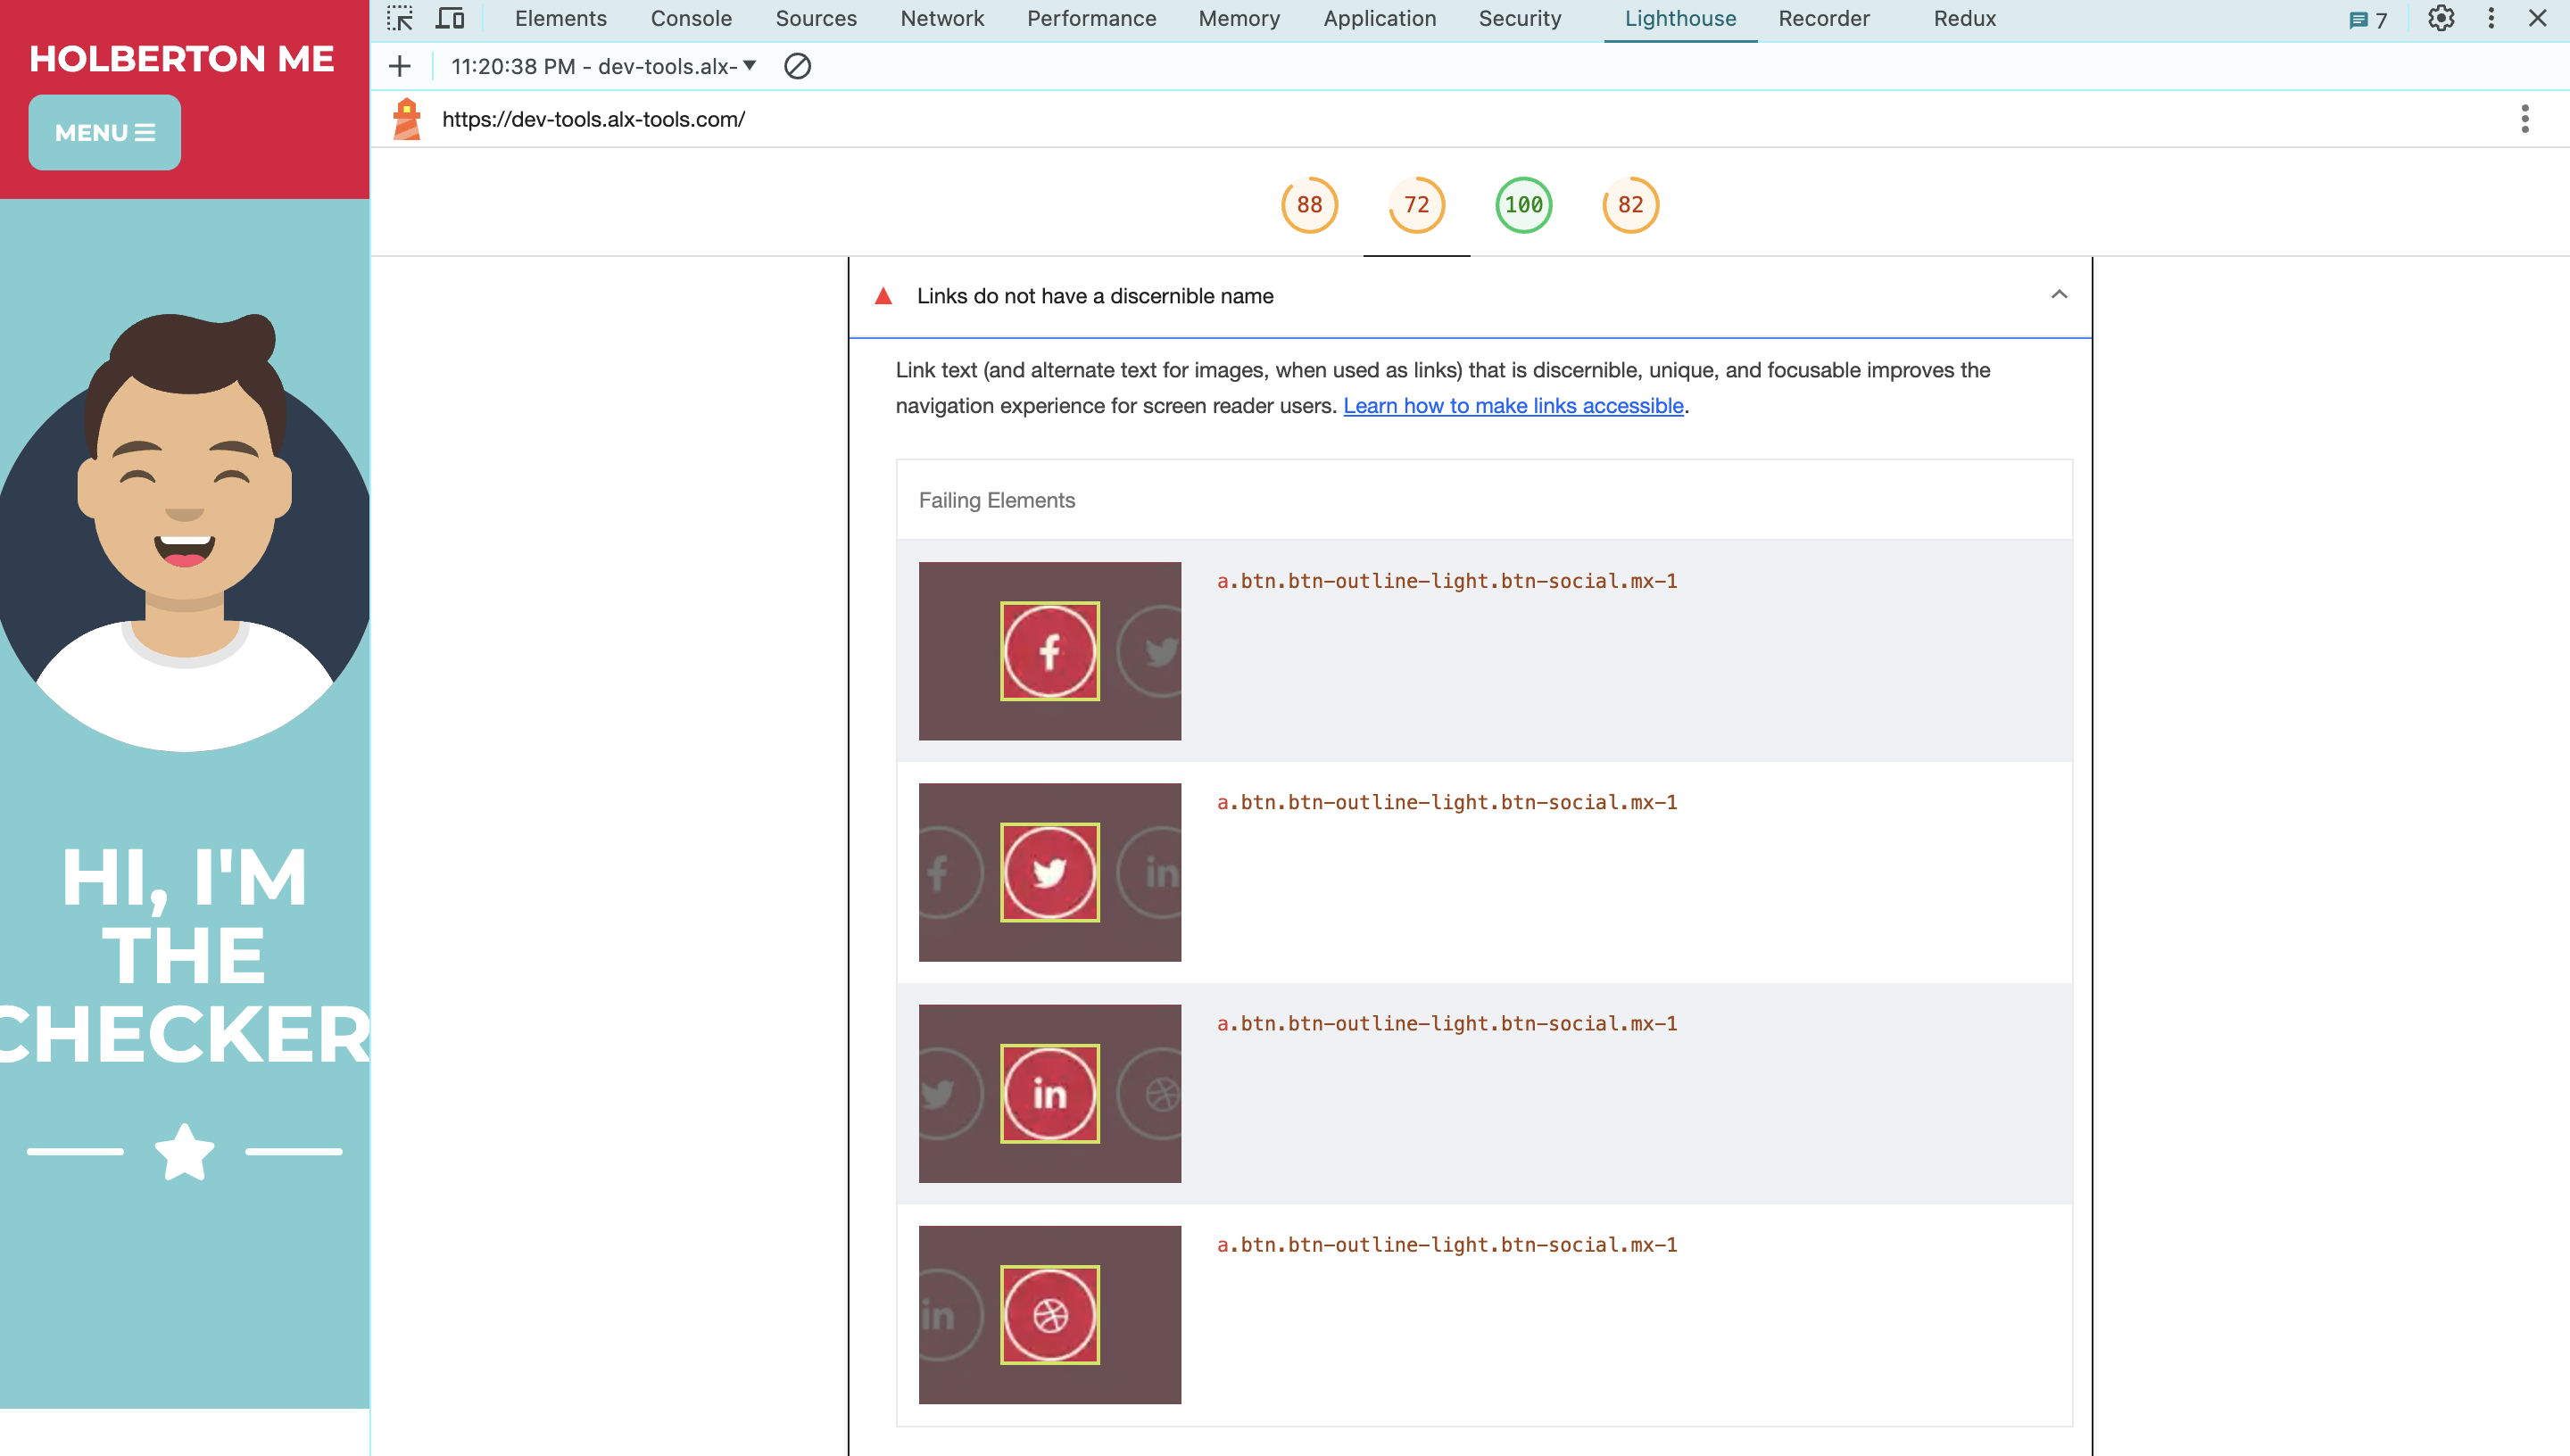 HOLBERTON ME
MENU
HI, I'M
THE
CHECKER
Elements Console Sources Network Performance Memory Application Security Lighthouse Recorder Redux 7
11:20:38 PM - dev-tools.alx-
https://dev-tools.alx-tools.com/
88 72 100 82
Links do not have a discernible name
Link text (and alternate text for images, when used as links) that is discernible, unique, and focusable improves the
navigation experience for screen reader users. Learn how to make links accessible.
Failing Elements
f
a.btn.btn-outline-light.btn-social.mx-1
f in
a.btn.btn-outline-light.btn-social.mx-1
in
a.btn.btn-outline-light.btn-social.mx-1
in
a.btn.btn-outline-light.btn-social.mx-1